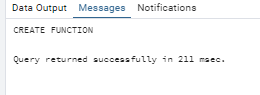 Data Output Messages Notifications
CREATE FUNCTION
Query returned successfully in 211 msec.